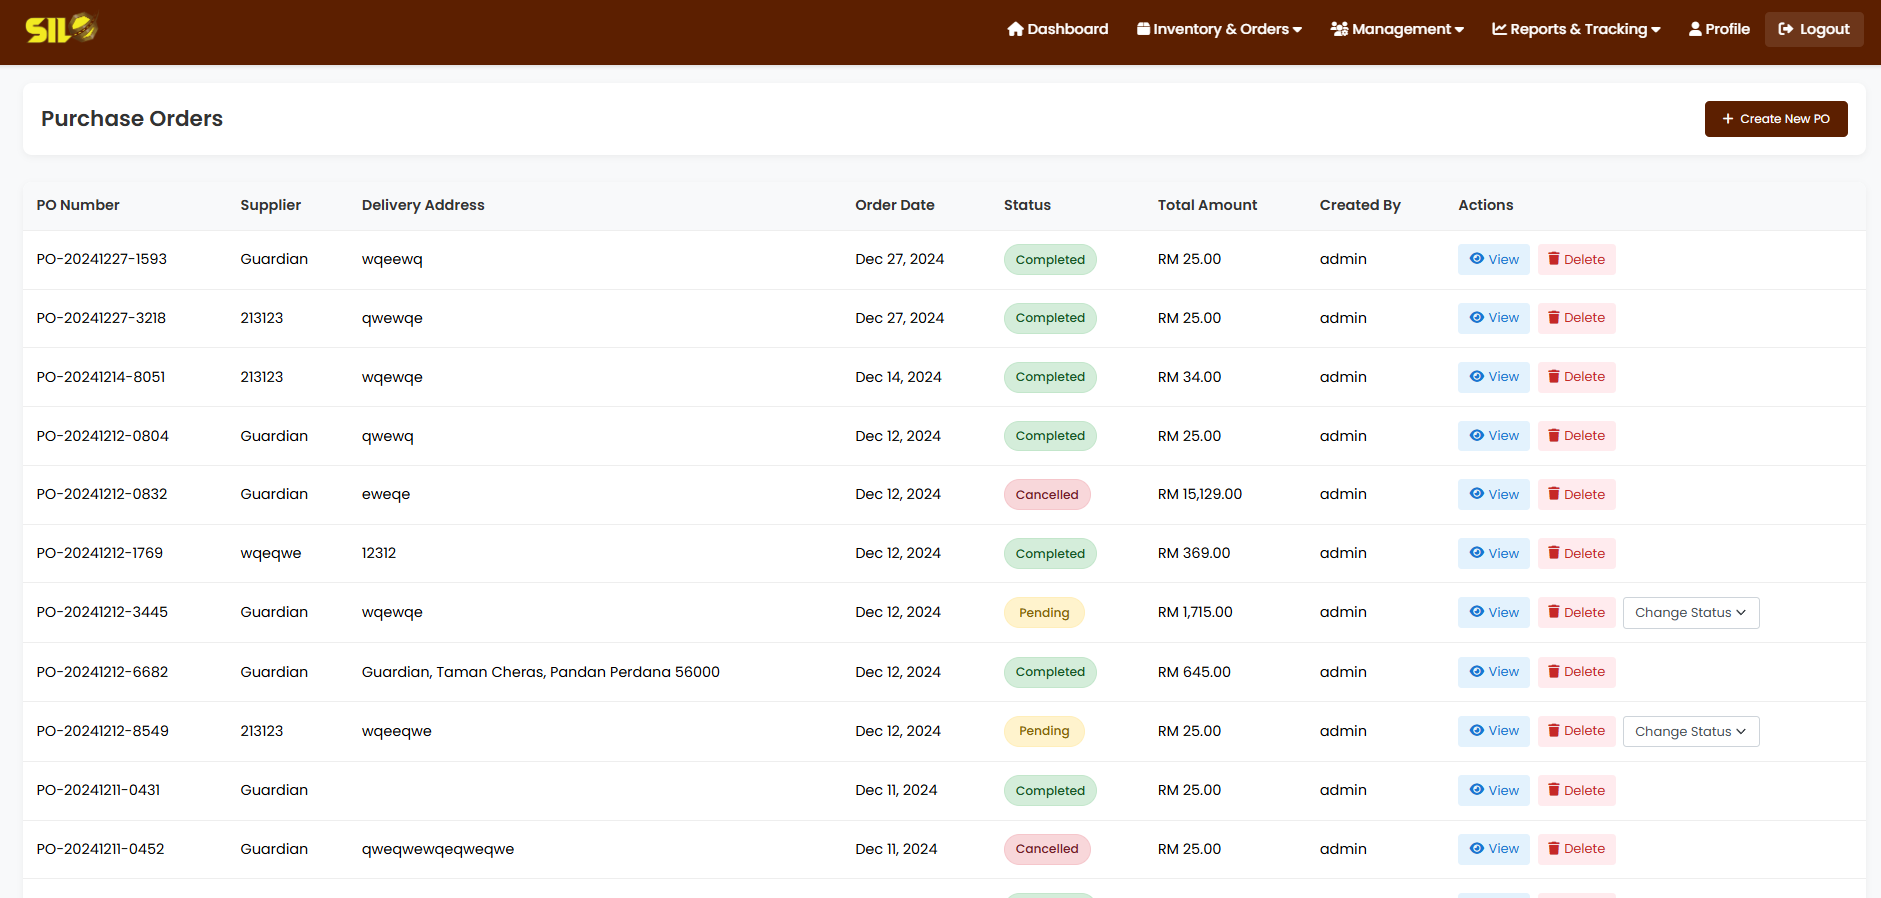 SILO Dashboard Inventory & Orders Management Reports & Tracking Profile Logout
Purchase Orders Create New PO
PO Number Supplier Delivery Address Order Date Status Total Amount Created By Actions
PO-20241227-1593 Guardian wqeewq Dec 27, 2024 Completed RM 25.00 admin View Delete
PO-20241227-3218 213123 qwewqe Dec 27, 2024 Completed RM 25.00 admin View Delete
PO-20241214-8051 213123 wqewqe Dec 14, 2024 Completed RM 34.00 admin View Delete
PO-20241212-0804 Guardian qwewq Dec 12, 2024 Completed RM 25.00 admin View Delete
PO-20241212-0832 Guardian eweqe Dec 12, 2024 Cancelled RM 15,129.00 admin View Delete
PO-20241212-1769 wqeqwe 12312 Dec 12, 2024 Completed RM 369.00 admin View Delete
PO-20241212-3445 Guardian wqewqe Dec 12, 2024 Pending RM 1,715.00 admin View Delete Change Status
PO-20241212-6682 Guardian Guardian, Taman Cheras, Pandan Perdana 56000 Dec 12, 2024 Completed RM 645.00 admin View Delete
PO-20241212-8549 213123 wqeeqwe Dec 12, 2024 Pending RM 25.00 admin View Delete Change Status
PO-20241211-0431 Guardian Dec 11, 2024 Completed RM 25.00 admin View Delete
PO-20241211-0452 Guardian qweqwewqeqweqwe Dec 11, 2024 Cancelled RM 25.00 admin View Delete